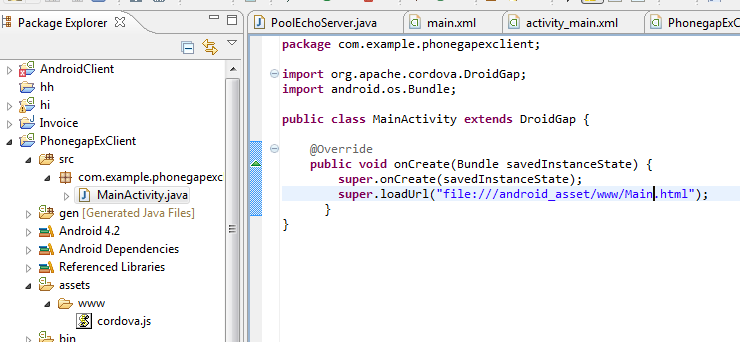 Package Explorer
AndroidClient
hh
hi
Invoice
PhonegapExClient
src
com.example.phonegapexc
MainActivity.java
gen [Generated Java Files]
Android 4.2
Android Dependencies
Referenced Libraries
assets
www
cordova.js
bin
PoolEchoServer.java main.xml activity_main.xml PhonegapExC
package com.example.phonegapexclient;
import org.apache.cordova.DroidGap;
import android.os.Bundle;
public class MainActivity extends DroidGap {
@Override
public void onCreate(Bundle savedInstanceState) {
super.onCreate(savedInstanceState);
super.loadUrl("file:///android_asset/www/Main.html");
}
}